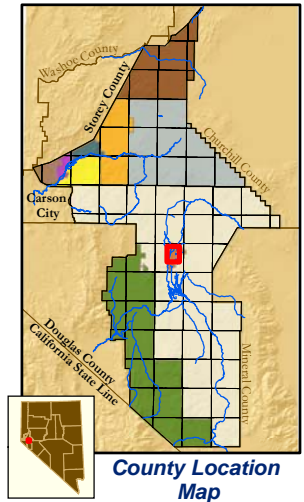 Washoe County
Storey County
Churchill County
Carson
City
Douglas County
California State Line
Mineral County
County Location
Map